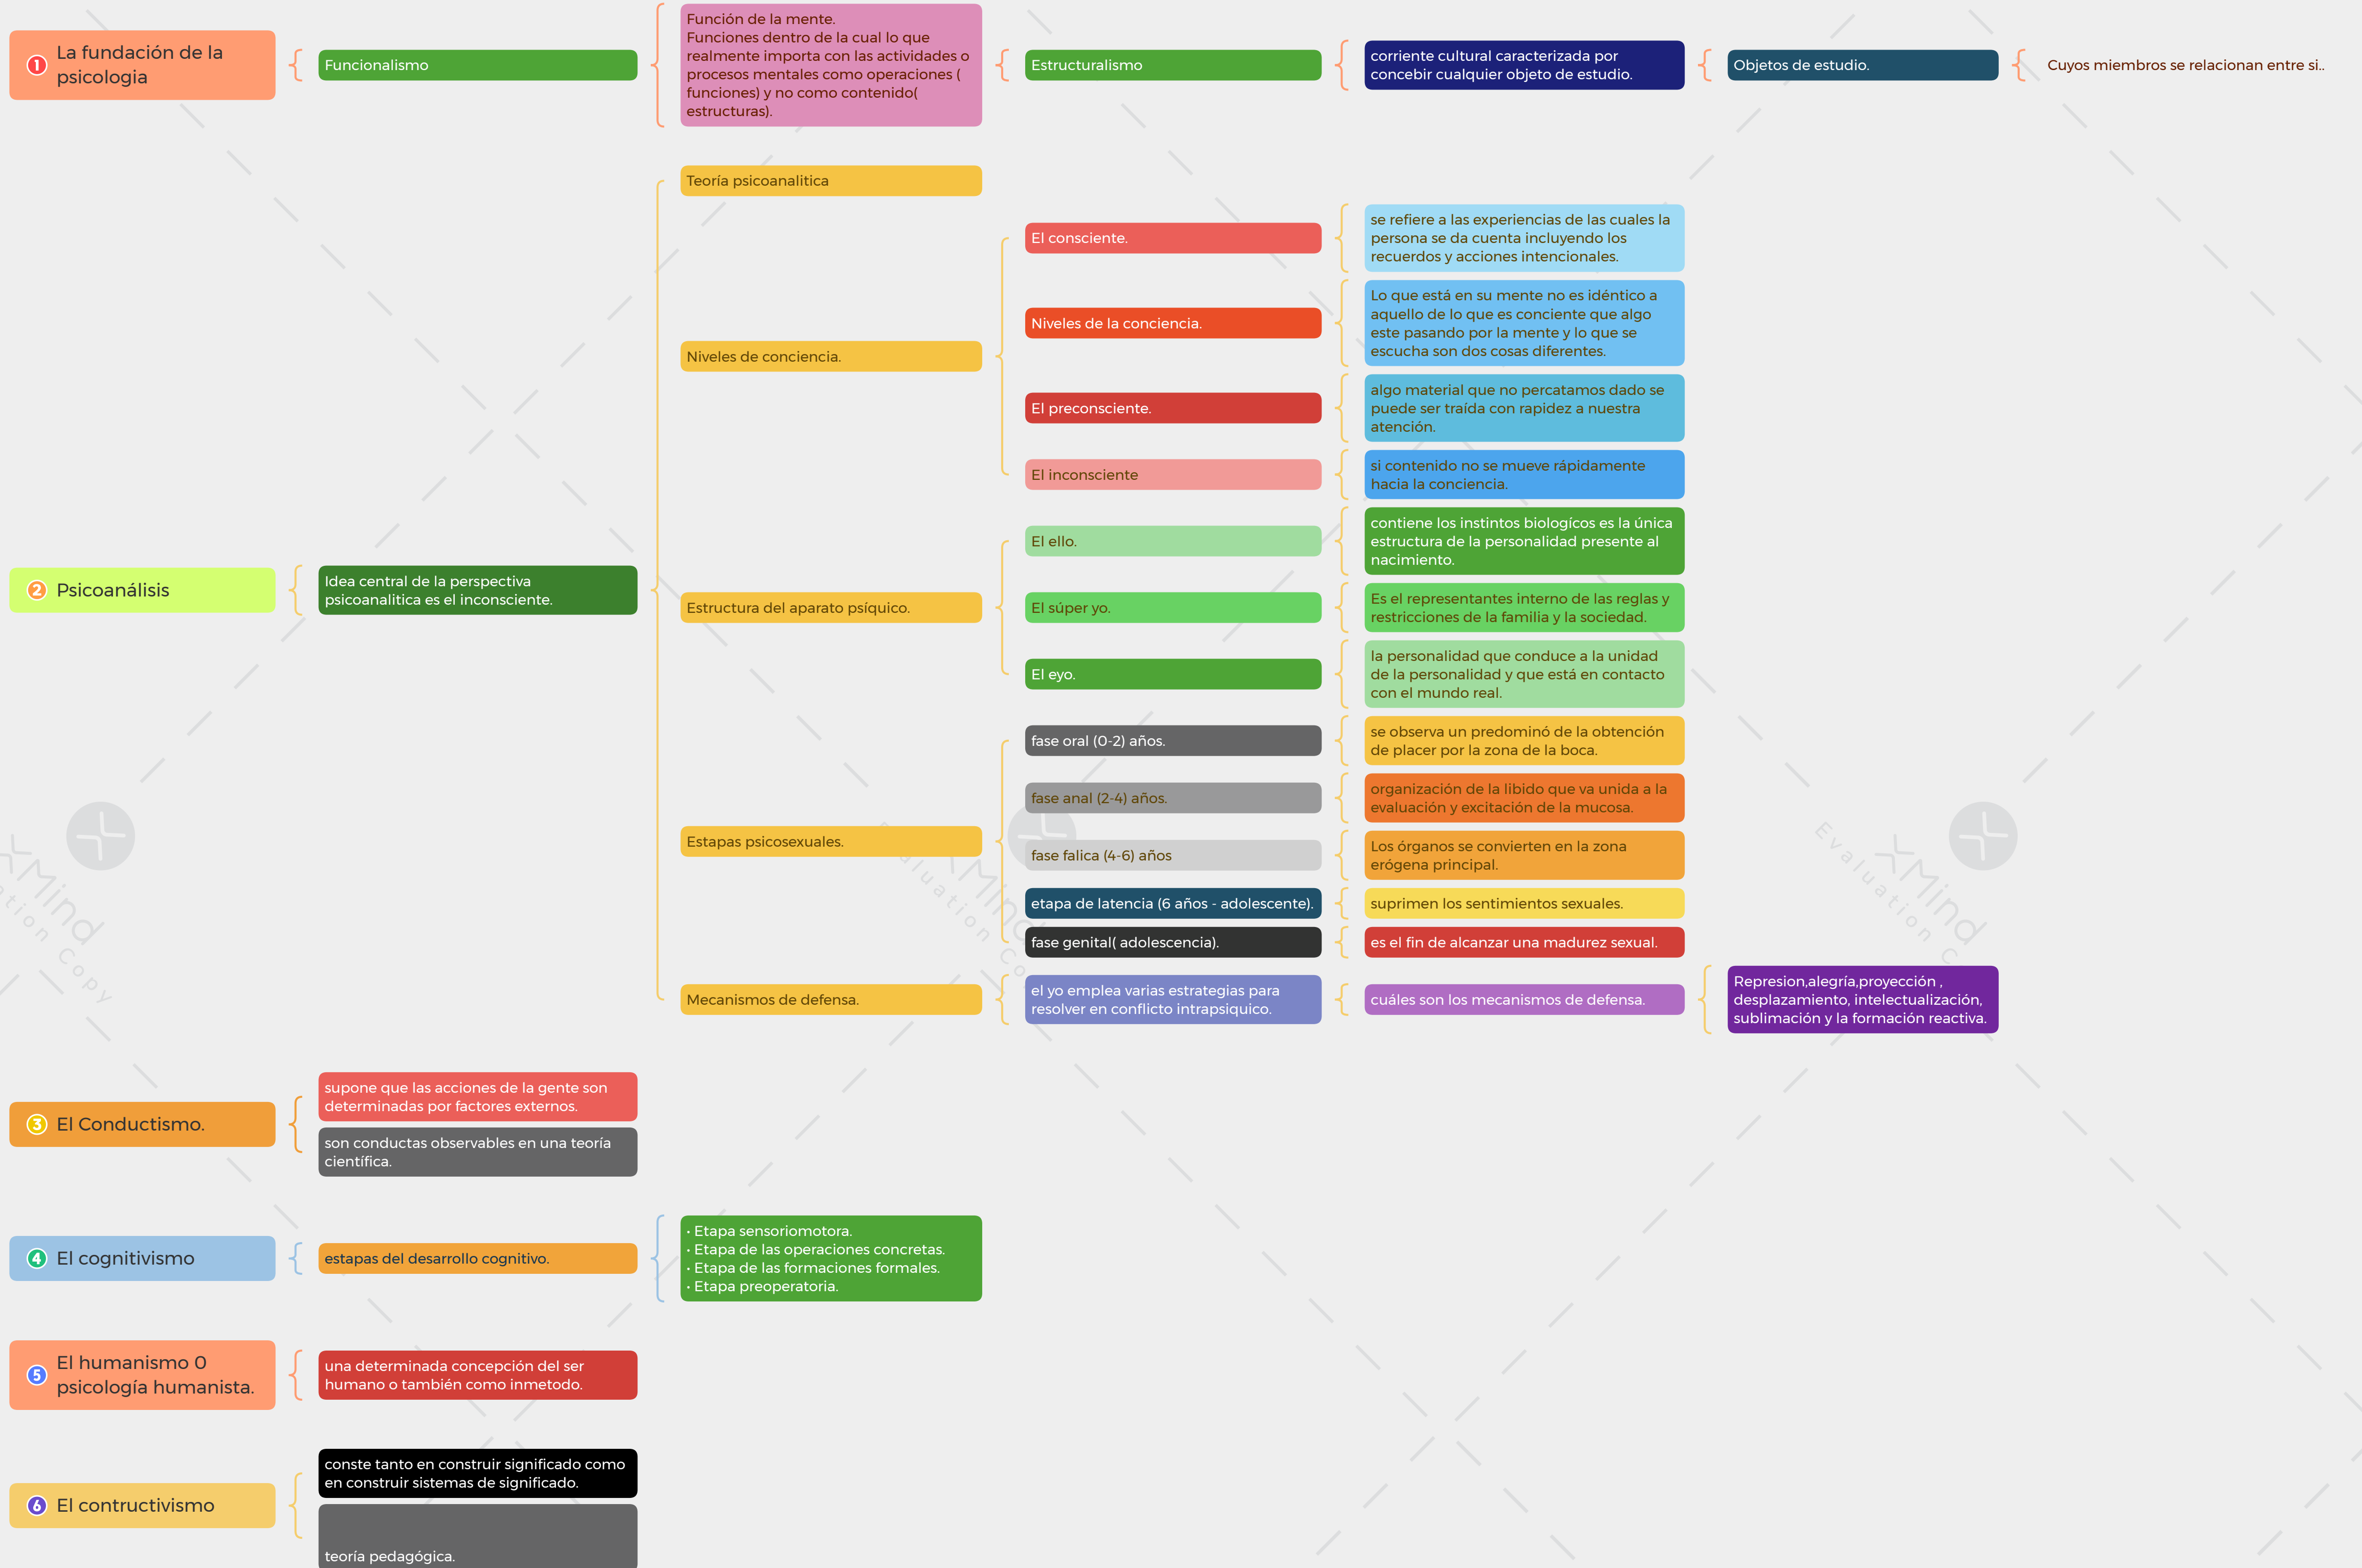 1 La fundación de la
psicologia
Funcionalismo
Función de la mente.
Funciones dentro de la cual lo que
realmente importa con las actividades o
procesos mentales como operaciones (
funciones) y no como contenido(
estructuras).
Estructuralismo
corriente cultural caracterizada por
concebir cualquier objeto de estudio.
Objetos de estudio.
Cuyos miembros se relacionan entre si..
2 Psicoanálisis
Idea central de la perspectiva
psicoanalitica es el inconsciente.
Teoría psicoanalitica
Niveles de conciencia.
El consciente.
se refiere a las experiencias de las cuales la
persona se da cuenta incluyendo los
recuerdos y acciones intencionales.
Niveles de la conciencia.
Lo que está en su mente no es idéntico a
aquello de lo que es conciente que algo
este pasando por la mente y lo que se
escucha son dos cosas diferentes.
El preconsciente.
algo material que no percatamos dado se
puede ser traída con rapidez a nuestra
atención.
El inconsciente
si contenido no se mueve rápidamente
hacia la conciencia.
Estructura del aparato psíquico.
El ello.
contiene los instintos biologícos es la única
estructura de la personalidad presente al
nacimiento.
El súper yo.
Es el representantes interno de las reglas y
restricciones de la familia y la sociedad.
El eyo.
la personalidad que conduce a la unidad
de la personalidad y que está en contacto
con el mundo real.
Estapas psicosexuales.
fase oral (0-2) años.
se observa un predominó de la obtención
de placer por la zona de la boca.
fase anal (2-4) años.
organización de la libido que va unida a la
evaluación y excitación de la mucosa.
fase falica (4-6) años
Los órganos se convierten en la zona
erógena principal.
etapa de latencia (6 años - adolescente).
suprimen los sentimientos sexuales.
fase genital( adolescencia).
es el fin de alcanzar una madurez sexual.
Mecanismos de defensa.
el yo emplea varias estrategias para
resolver en conflicto intrapsiquico.
cuáles son los mecanismos de defensa.
Represion,alegría,proyección ,
desplazamiento, intelectualización,
sublimación y la formación reactiva.
3 El Conductismo.
supone que las acciones de la gente son
determinadas por factores externos.
son conductas observables en una teoría
científica.
4 El cognitivismo
estapas del desarrollo cognitivo.
• Etapa sensoriomotora.
• Etapa de las operaciones concretas.
• Etapa de las formaciones formales.
• Etapa preoperatoria.
5 El humanismo 0
psicología humanista.
una determinada concepción del ser
humano o también como inmetodo.
6 El contructivismo
conste tanto en construir significado como
en construir sistemas de significado.
teoría pedagógica.
XMind
Evaluation Copy